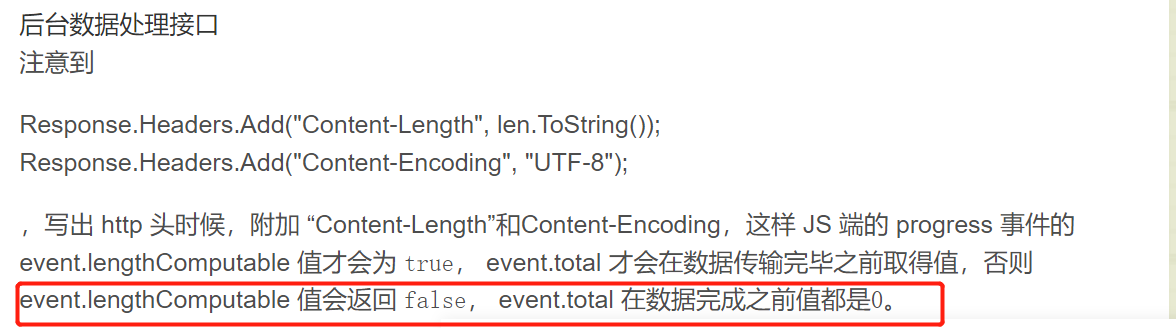 后台数据处理接口
注意到
Response.Headers.Add("Content-Length", len.ToString());
Response.Headers.Add("Content-Encoding", "UTF-8");
，写出 http 头时候，附加 “Content-Length”和Content-Encoding，这样 JS 端的 progress 事件的
event.lengthComputable 值才会为 true， event.total 才会在数据传输完毕之前取得值，否则
event.lengthComputable 值会返回 false， event.total 在数据完成之前值都是0。